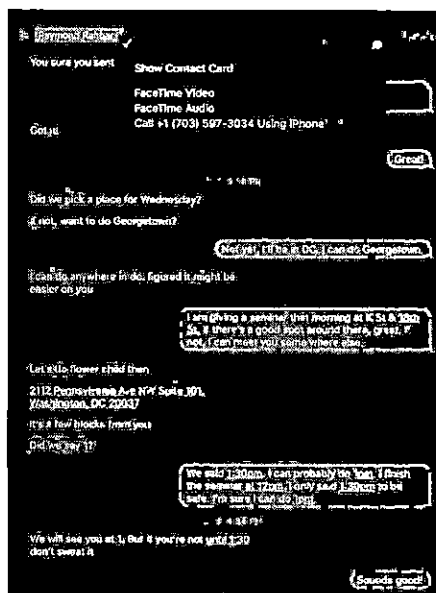 Raymond
You sure you sent
Show Contact Card
FaceTime Video
FaceTime Audio
Call +1 (703) 597-3034 Using iPhone
Got it
Great!
Did we pick a place for Wednesday?
If not, want to do Georgetown?
Not yet. I'll be in DC. I can do Georgetown.
I can do anywhere in dc, figured it might be
easier on you
I am giving a seminar that morning at K St & 18th
St, if there's a good spot around there, great. If
not, I can meet you some where else.
Let's do flower child then
2112 Pennsylvania Ave NW Suite 101,
Washington, DC 20037
It's a few blocks from you
Did we say 1?
We said 1:30pm. I can probably do 1pm. I finish
the seminar at 12pm. I only said 1:30pm to be
safe. I'm sure I can do 1pm.
We will see you at 1. But if you're not until 1:30
don't sweat it
Sounds good!